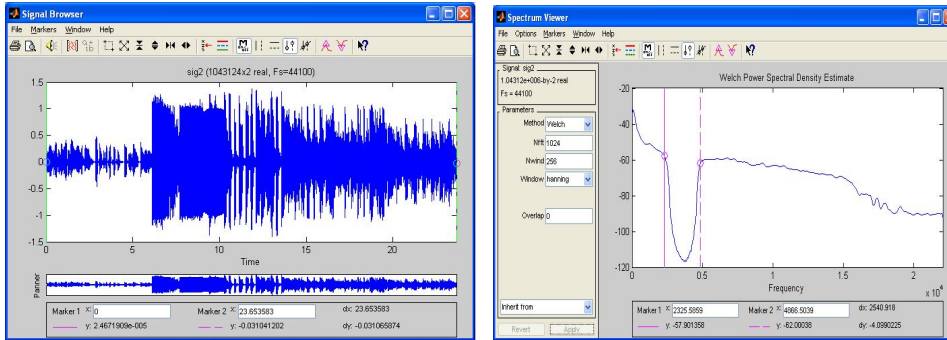 Signal Browser
File Markers Window Help
sig2 (1043124x2 real, Fs=44100)
1.5
1
0.5
0
-0.5
-1
-1.5
0 5 10 15 20
Time
Panner
Marker 1 x: 0 Marker 2 x: 23.653583 dx: 23.653583
y: 2.4671909e-005 y: -0.031041202 dy: -0.031065874
Spectrum Viewer
File Options Markers Window Help
Signal: sig2
1.04312e+006-by-2 real
Fs = 44100
Parameters
Method Welch
Nfft 1024
Nwind 256
Window hanning
Overlap 0
Inherit from
Revert Apply
Welch Power Spectral Density Estimate
-20
-40
-60
-80
-100
-120
0 0.5 1 1.5 2
Frequency
x 10^4
Marker 1 x: 2325.5859 Marker 2 x: 4866.5039 dx: 2540.918
y: -57.901358 y: -62.00038 dy: -4.0990225